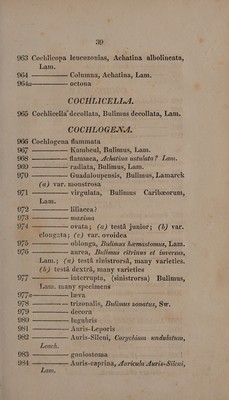 39
963 Cochlicopa leucozonias, Achatina albolineata,
Lam.
964 ——— Columna, Achatina, Lam.
964a ——— octona
COCHLICELLA.
965 Cochlicella decollata, Bulimus decollata, Lam.
COCHLOGENA.
966 Cochlogena flammata
967 ——— Kambeul, Bulimus, Lam.
968 ——— flammea, Achatina ustulata? Lam.
969 ——— radiata, Bulimus, Lam.
970 ——— Guadaloupensis, Bulimus, Lamarck
(a) var. monstrosa
971 ——— virgulata, Bulimus Caribæorum,
Lam.
972 ——— liliacea?
973 ——— maxima
974 ——— ovata; (a) testâ junior; (b) var.
elongata; (c) var. ovoidea
975 ——— oblonga, Bulimus hæmastomus, Lam.
976 ——— aurea, Bulimus citrinus et inversus,
Lam.; (a) testâ sinistrorsâ, many varieties.
(b) testâ dextrâ, many varieties
977 ——— interrupta, (sinistrorsa) Bulimus,
Lam. many specimens
977a ——— læva
978 ——— trizonalis, Bulimus zonatus, Sw.
979 ——— decora
980 ——— lugubris
981 ——— Auris-Leporis
982 ——— Auris-Sileni, Carychium undulatum,
Leach.
983 ——— goniostoma
984 ——— Auris-caprina, Auricula Auris-Sileni,
Lam.